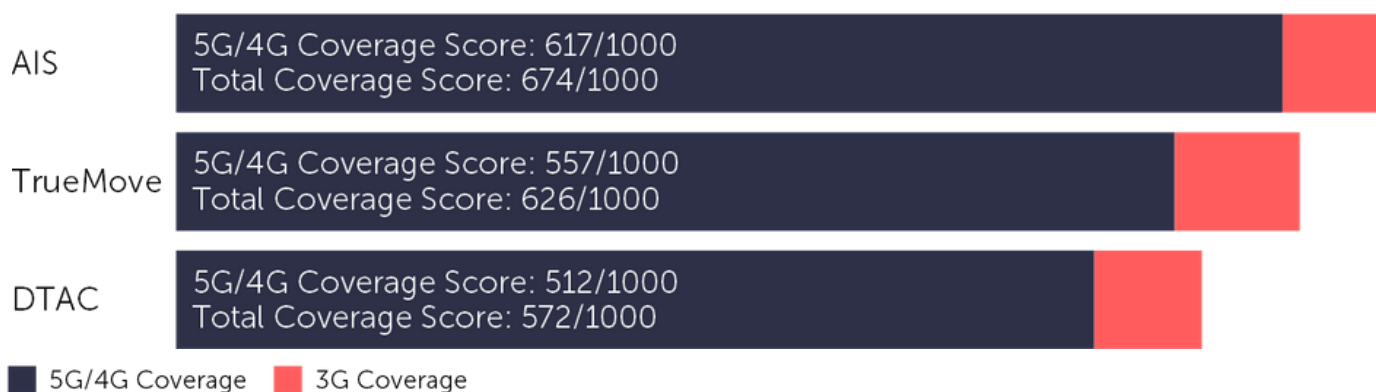 AIS
5G/4G Coverage Score: 617/1000
Total Coverage Score: 674/1000
TrueMove
5G/4G Coverage Score: 557/1000
Total Coverage Score: 626/1000
DTAC
5G/4G Coverage Score: 512/1000
Total Coverage Score: 572/1000
5G/4G Coverage 3G Coverage